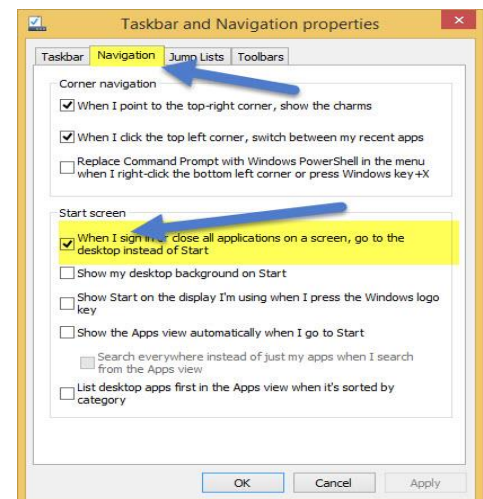 Taskbar and Navigation properties
Taskbar Navigation Jump Lists Toolbars
Corner navigation
When I point to the top-right corner, show the charms
When I click the top left corner, switch between my recent apps
Replace Command Prompt with Windows PowerShell in the menu
when I right-click the bottom left corner or press Windows key+X
Start screen
When I sign in or close all applications on a screen, go to the
desktop instead of Start
Show my desktop background on Start
Show Start on the display I'm using when I press the Windows logo
key
Show the Apps view automatically when I go to Start
Search everywhere instead of just my apps when I search
from the Apps view
List desktop apps first in the Apps view when it's sorted by
category
OK Cancel Apply